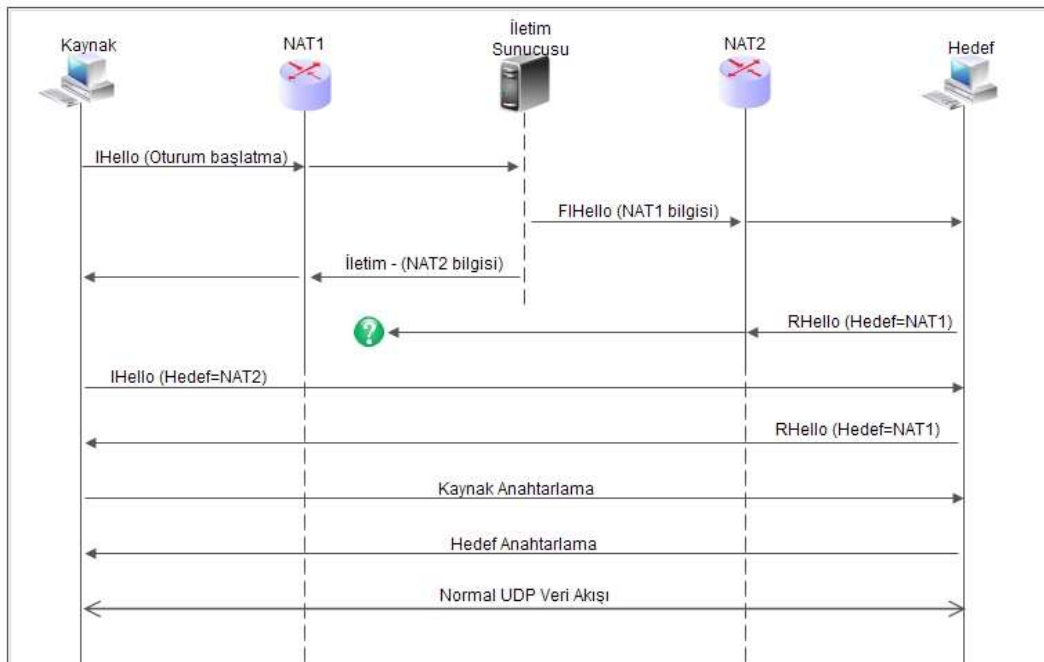 Kaynak
NAT1
İletim
Sunucusu
NAT2
Hedef
IHello (Oturum başlatma)
FIHello (NAT1 bilgisi)
İletim - (NAT2 bilgisi)
RHello (Hedef=NAT1)
?
IHello (Hedef=NAT2)
RHello (Hedef=NAT1)
Kaynak Anahtarlama
Hedef Anahtarlama
Normal UDP Veri Akışı